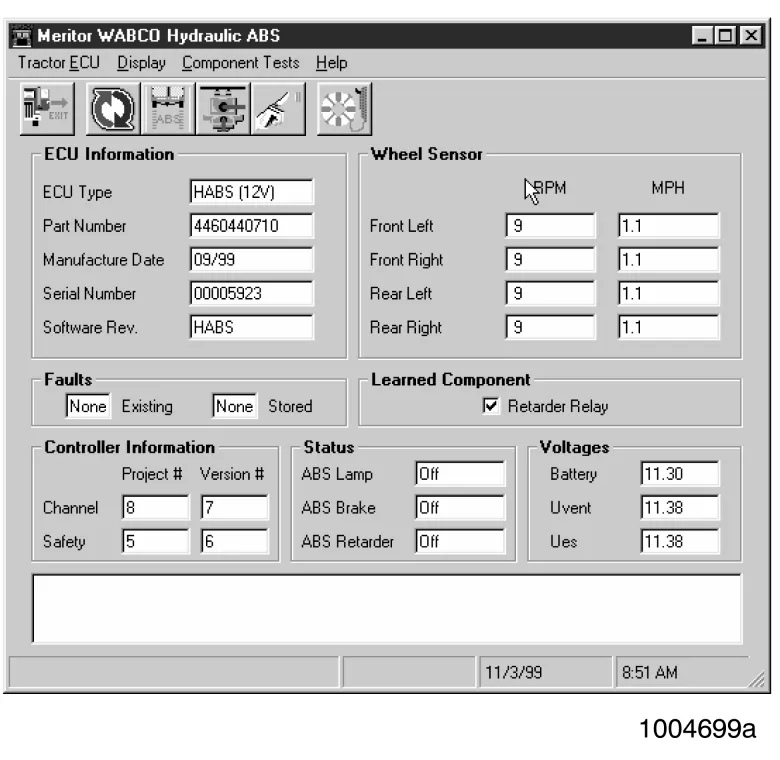 Meritor WABCO Hydraulic ABS
Tractor ECU Display Component Tests Help
EXIT ABS
ECU Information
ECU Type HABS (12V)
Part Number 4460440710
Manufacture Date 09/99
Serial Number 00005923
Software Rev. HABS
Wheel Sensor
RPM MPH
Front Left 9 1.1
Front Right 9 1.1
Rear Left 9 1.1
Rear Right 9 1.1
Faults
None Existing None Stored
Learned Component
Retarder Relay
Controller Information
Project # Version #
Channel 8 7
Safety 5 6
Status
ABS Lamp Off
ABS Brake Off
ABS Retarder Off
Voltages
Battery 11.30
Uvent 11.38
Ues 11.38
11/3/99 8:51 AM
1004699a